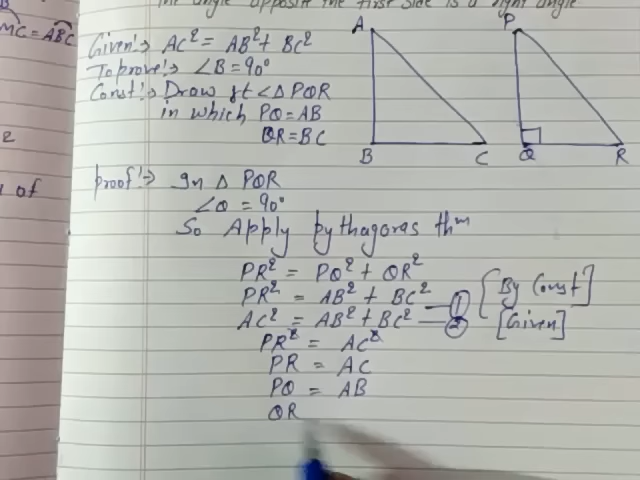 the angle opposite the first side is a right angle
MC = ABC
Given:→ AC² = AB² + BC²
To prove:→ ∠B = 90°
Const:→ Draw rt ∠ Δ PQR
in which PQ = AB
QR = BC
A
B
C
P
Q
R
2
of
proof:→ In Δ PQR
∠Q = 90°
So Apply pythagoras thm
PR² = PQ² + QR²
PR² = AB² + BC² — ① [By Const]
AC² = AB² + BC² — ② [Given]
PR² = AC²
PR = AC
PQ = AB
QR